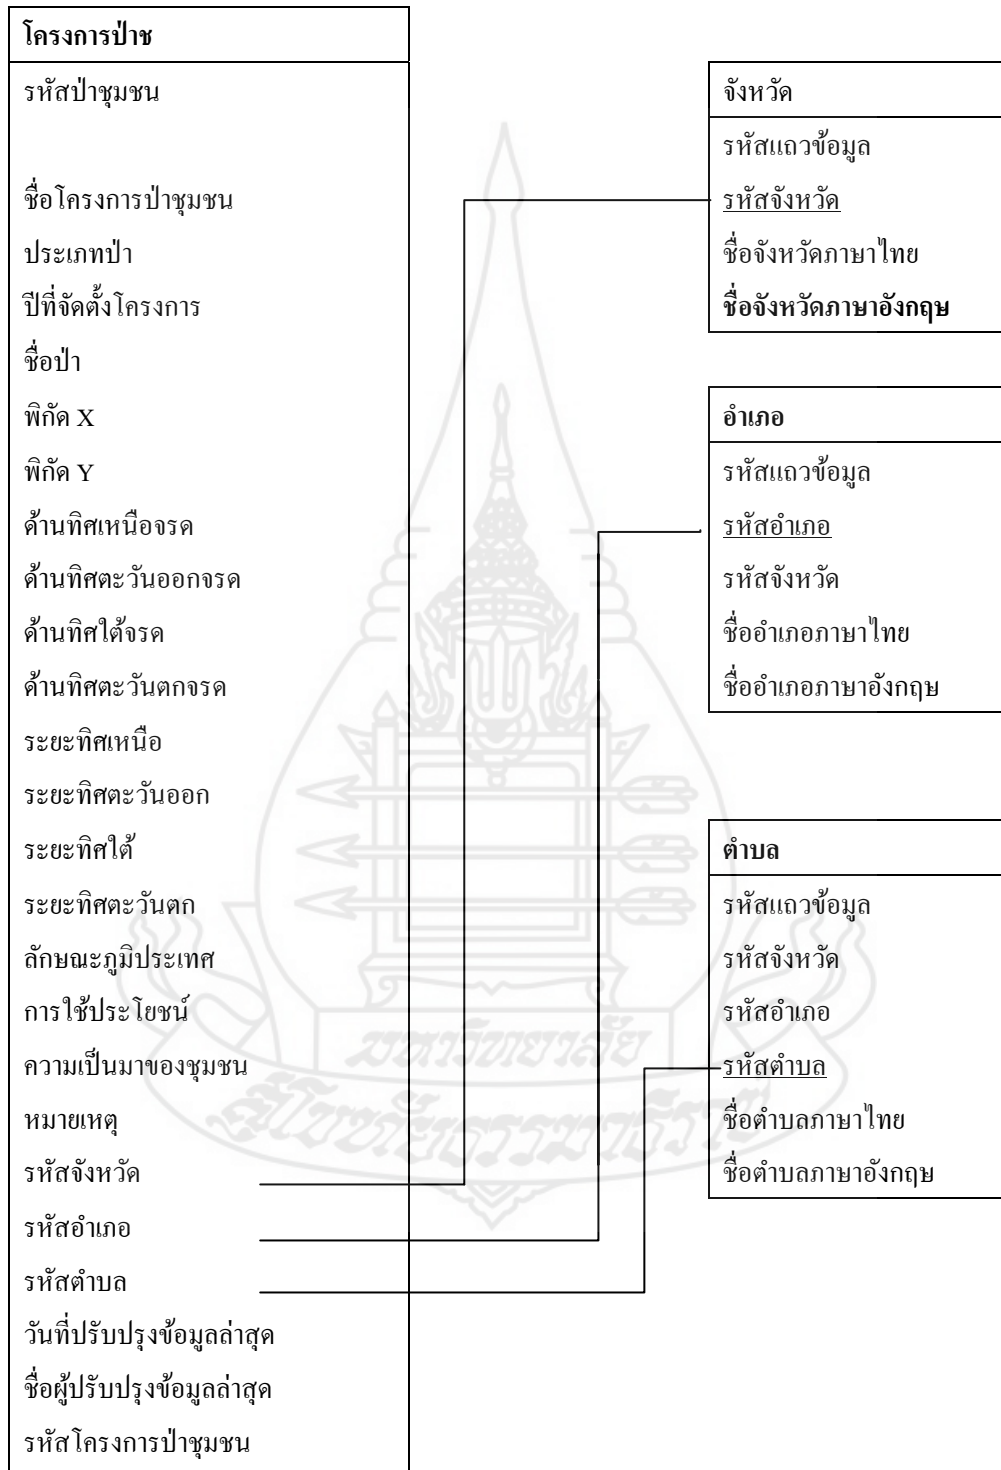 โครงการป่าช
รหัสป่าชุมชน
ชื่อโครงการป่าชุมชน
ประเภทป่า
ปีที่จัดตั้งโครงการ
ชื่อป่า
พิกัด X
พิกัด Y
ด้านทิศเหนือจรด
ด้านทิศตะวันออกจรด
ด้านทิศใต้จรด
ด้านทิศตะวันตกจรด
ระยะทิศเหนือ
ระยะทิศตะวันออก
ระยะทิศใต้
ระยะทิศตะวันตก
ลักษณะภูมิประเทศ
การใช้ประโยชน์
ความเป็นมาของชุมชน
หมายเหตุ
รหัสจังหวัด
รหัสอำเภอ
รหัสตำบล
วันที่ปรับปรุงข้อมูลล่าสุด
ชื่อผู้ปรับปรุงข้อมูลล่าสุด
รหัสโครงการป่าชุมชน
จังหวัด
รหัสแถวข้อมูล
รหัสจังหวัด
ชื่อจังหวัดภาษาไทย
ชื่อจังหวัดภาษาอังกฤษ
อำเภอ
รหัสแถวข้อมูล
รหัสอำเภอ
รหัสจังหวัด
ชื่ออำเภอภาษาไทย
ชื่ออำเภอภาษาอังกฤษ
ตำบล
รหัสแถวข้อมูล
รหัสจังหวัด
รหัสอำเภอ
รหัสตำบล
ชื่อตำบลภาษาไทย
ชื่อตำบลภาษาอังกฤษ
มหาวิทยาลัย
สุโขทัยธรรมาธิราช